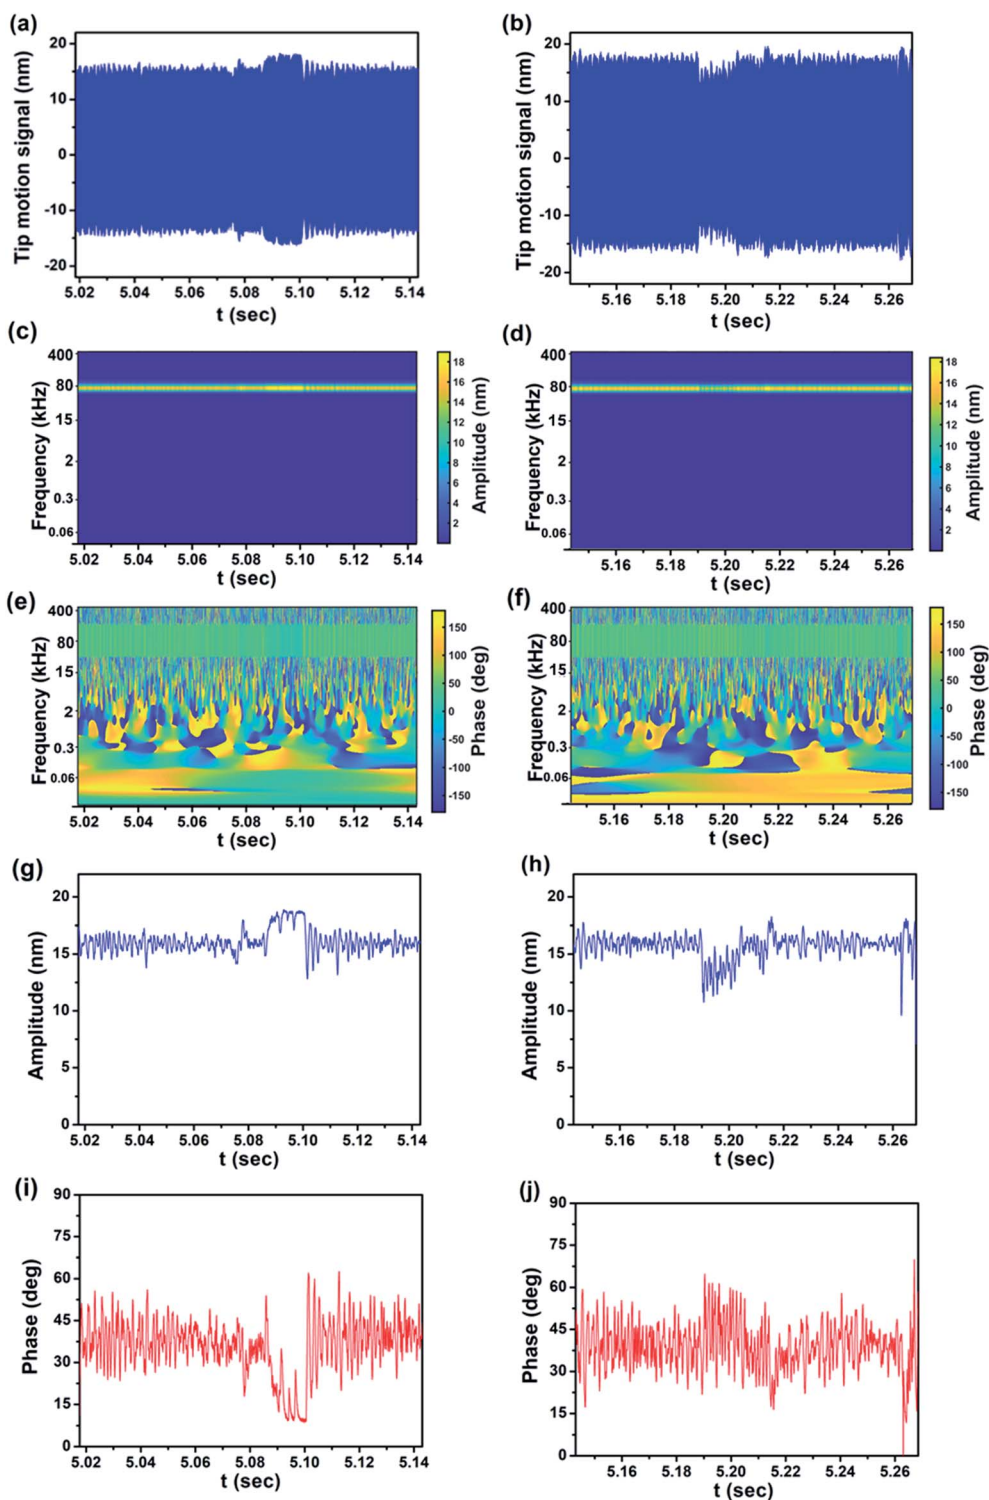 (a)
20
10
0
-10
-20
Tip motion signal (nm)
5.02 5.04 5.06 5.08 5.10 5.12 5.14
t (sec)
(b)
20
10
0
-10
-20
Tip motion signal (nm)
5.16 5.18 5.20 5.22 5.24 5.26
t (sec)
(c)
400
80
15
2
0.3
0.06
Frequency (kHz)
5.02 5.04 5.06 5.08 5.10 5.12 5.14
t (sec)
18
16
14
12
10
8
6
4
2
Amplitude (nm)
(d)
400
80
15
2
0.3
0.06
Frequency (kHz)
5.16 5.18 5.20 5.22 5.24 5.26
t (sec)
18
16
14
12
10
8
6
4
2
Amplitude (nm)
(e)
400
80
15
2
0.3
0.06
Frequency (kHz)
5.02 5.04 5.06 5.08 5.10 5.12 5.14
t (sec)
150
100
50
0
-50
-100
-150
Phase (deg)
(f)
400
80
15
2
0.3
0.06
Frequency (kHz)
5.16 5.18 5.20 5.22 5.24 5.26
t (sec)
150
100
50
0
-50
-100
-150
Phase (deg)
(g)
20
15
10
5
0
Amplitude (nm)
5.02 5.04 5.06 5.08 5.10 5.12 5.14
t (sec)
(h)
20
15
10
5
0
Amplitude (nm)
5.16 5.18 5.20 5.22 5.24 5.26
t (sec)
(i)
90
75
60
45
30
15
0
Phase (deg)
5.02 5.04 5.06 5.08 5.10 5.12 5.14
t (sec)
(j)
90
75
60
45
30
15
0
Phase (deg)
5.16 5.18 5.20 5.22 5.24 5.26
t (sec)